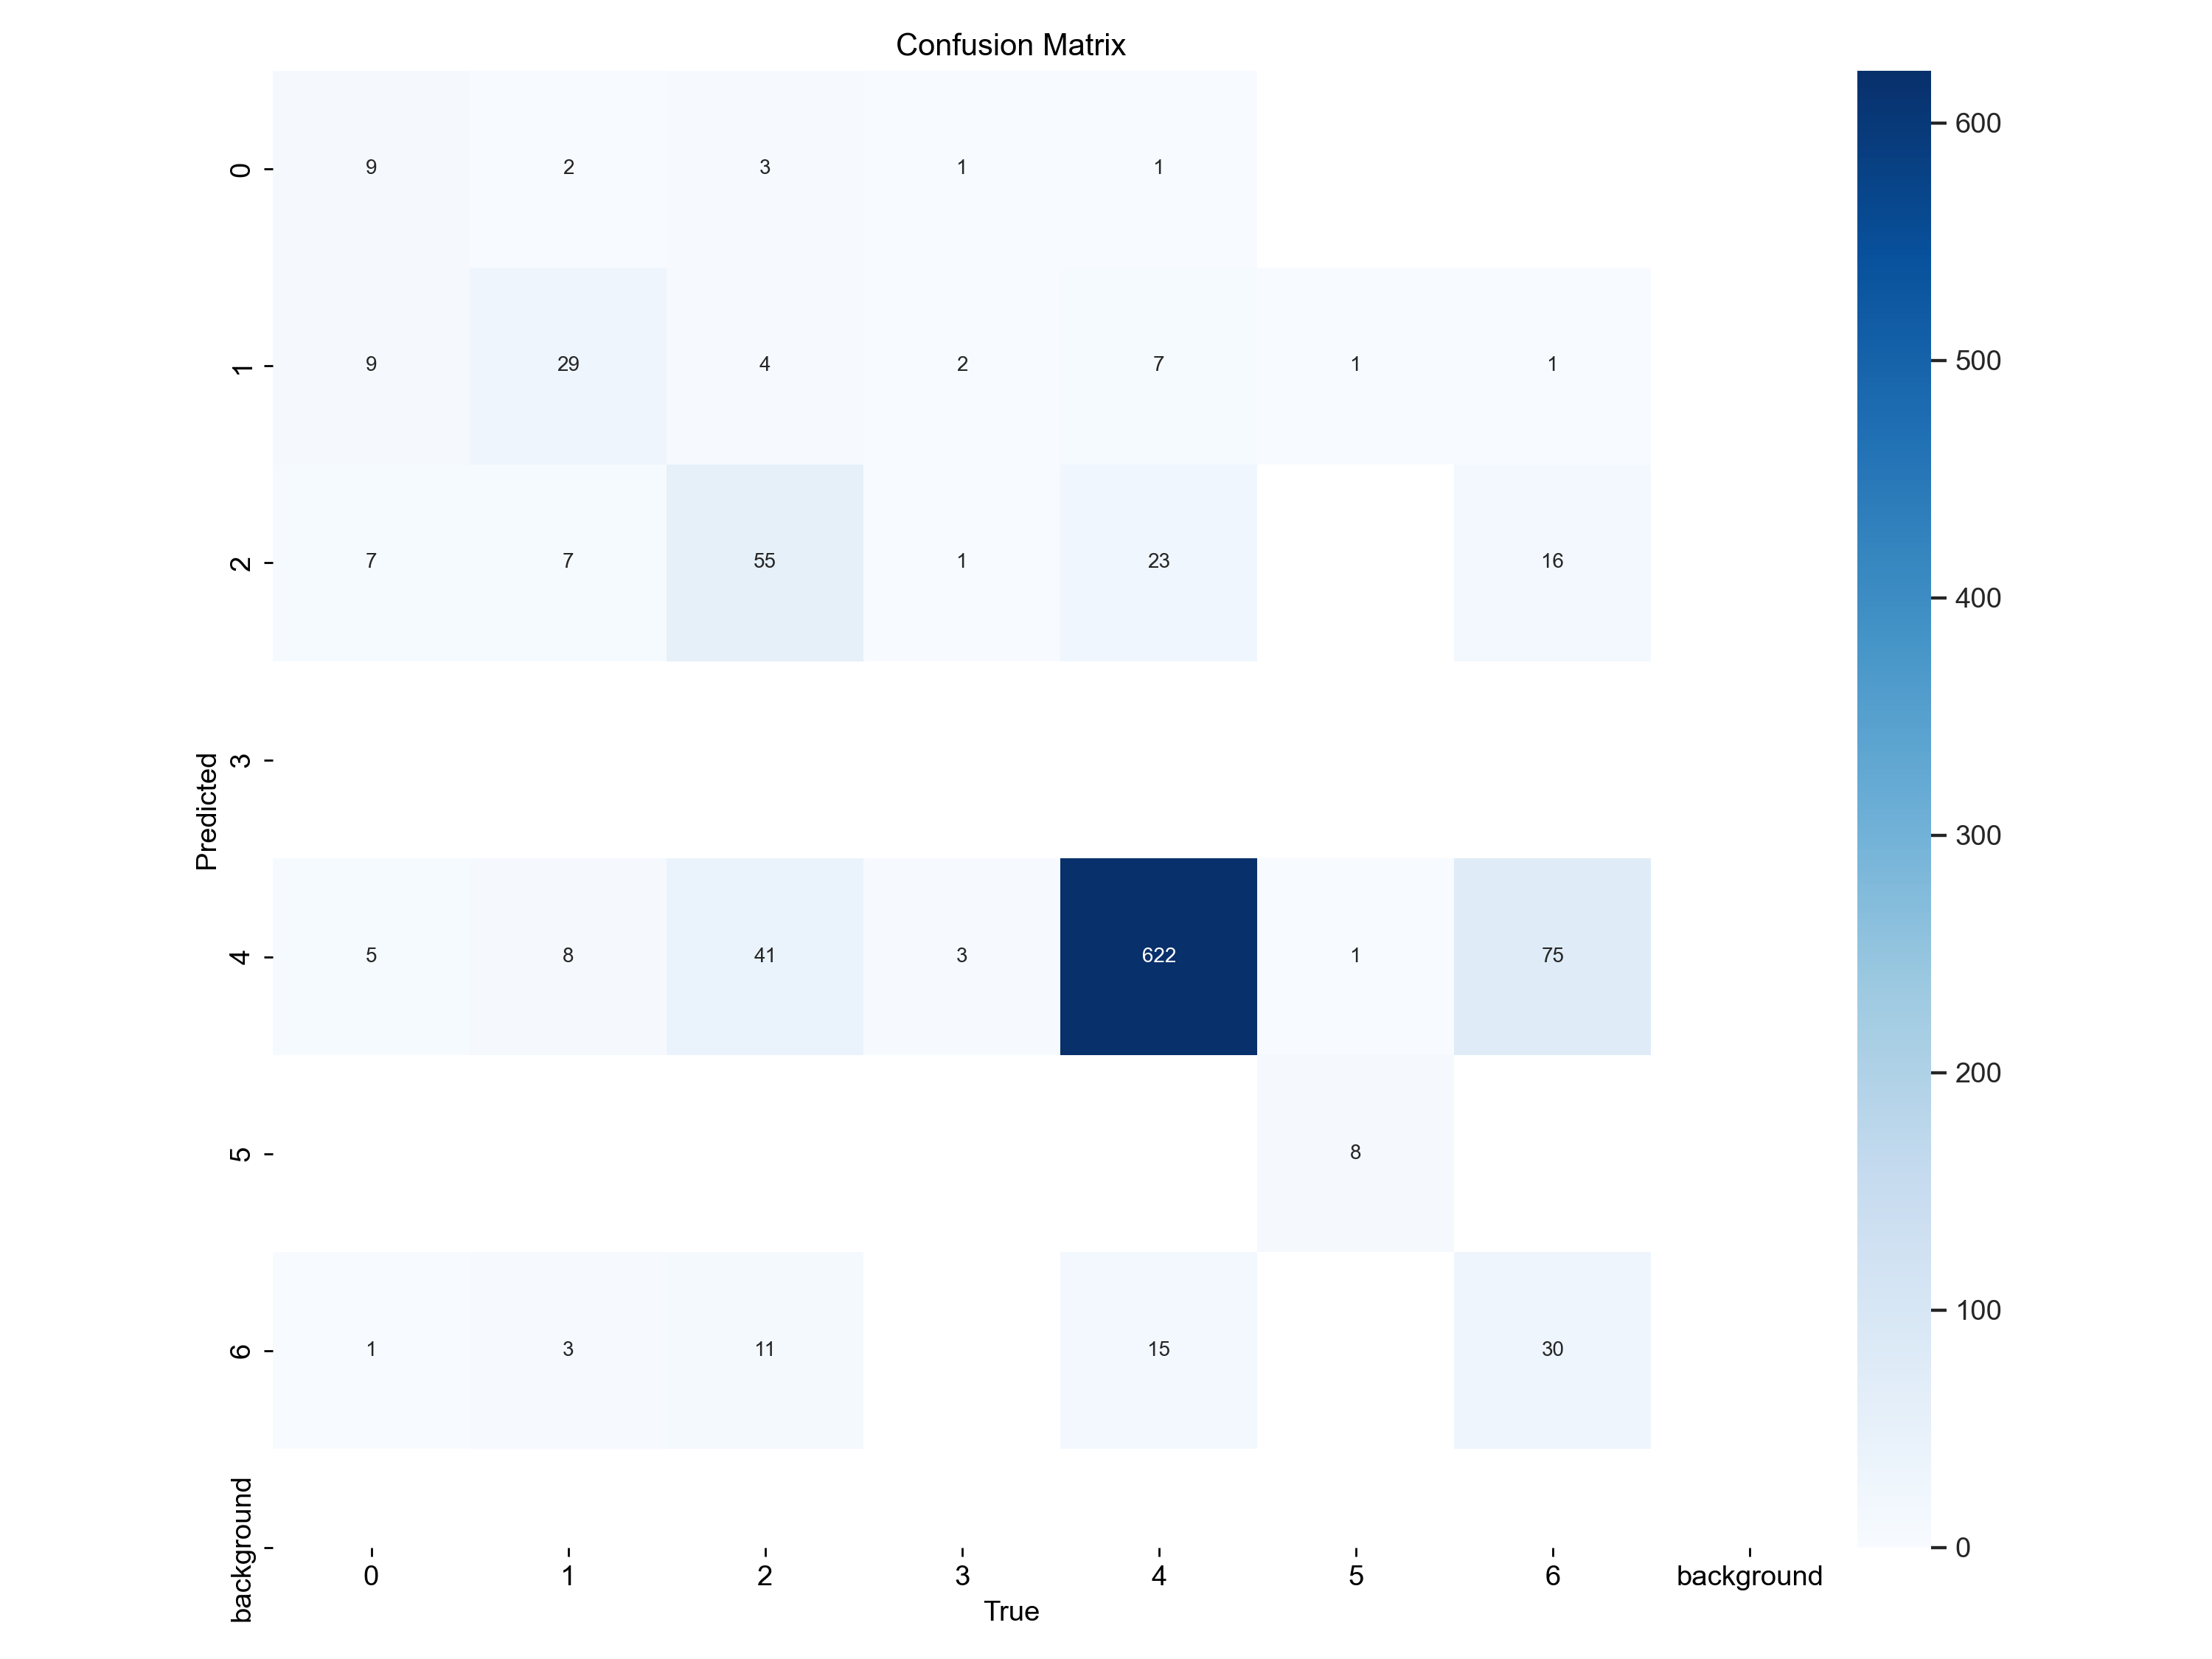 Confusion Matrix
0 9 2 3 1 1
1 9 29 4 2 7 1 1
2 7 7 55 1 23 16
3
4 5 8 41 3 622 1 75
5 8
6 1 3 11 15 30
background
Predicted
0 1 2 3 4 5 6 background
True
600
500
400
300
200
100
0